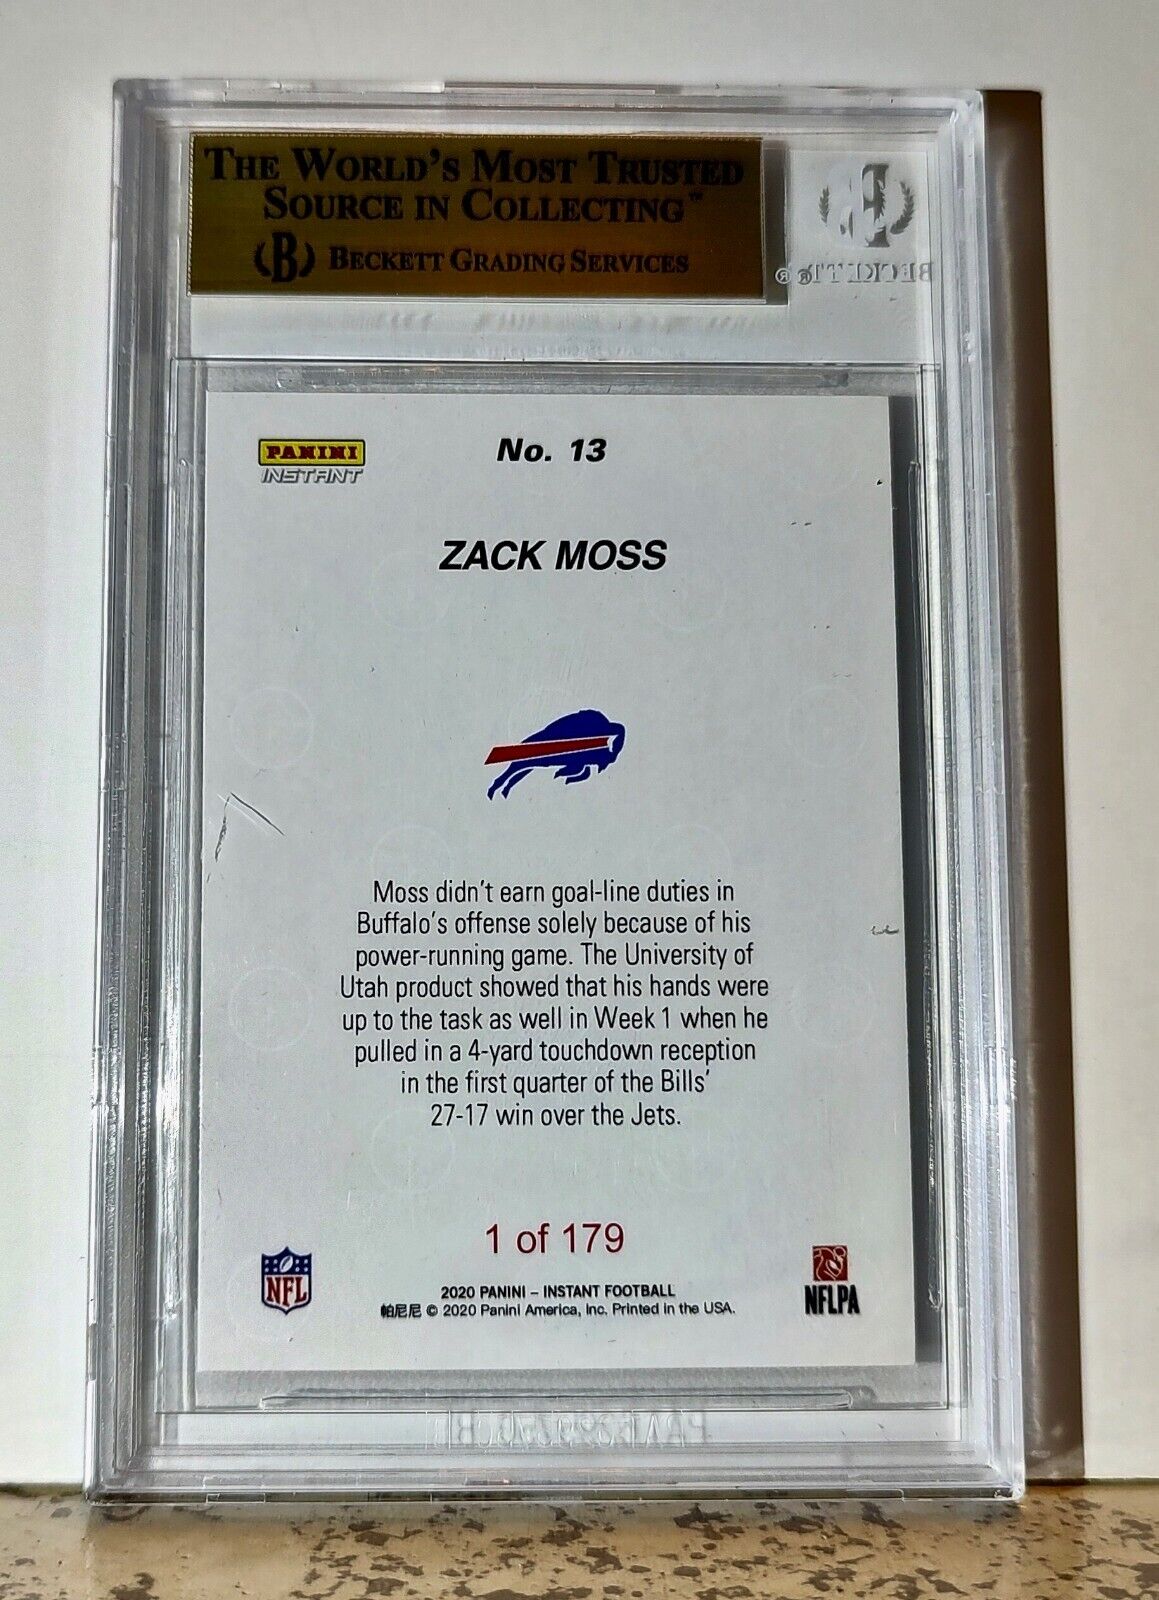 THE WORLD'S MOST TRUSTED
SOURCE IN COLLECTING™
B BECKETT GRADING SERVICES
BECKETT®
®
PANINI
INSTANT
No. 13
ZACK MOSS
Moss didn't earn goal-line duties in
Buffalo's offense solely because of his
power-running game. The University of
Utah product showed that his hands were
up to the task as well in Week 1 when he
pulled in a 4-yard touchdown reception
in the first quarter of the Bills'
27-17 win over the Jets.
1 of 179
NFL
2020 PANINI – INSTANT FOOTBALL
帕尼尼 © 2020 Panini America, Inc. Printed in the USA.
NFLPA